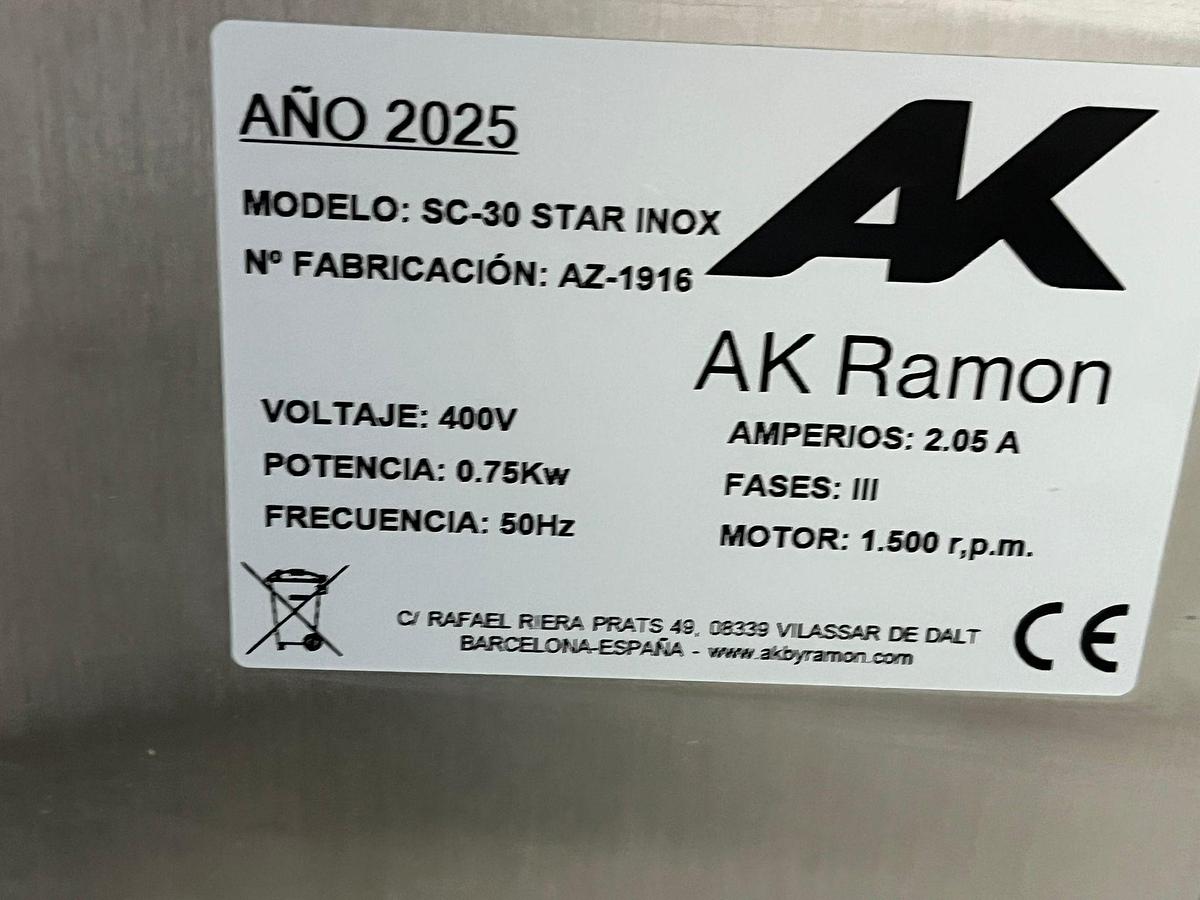 AÑO 2025
MODELO: SC-30 STAR INOX
Nº FABRICACIÓN: AZ-1916
AK
AK Ramon
VOLTAJE: 400V
AMPERIOS: 2.05 A
POTENCIA: 0.75Kw
FASES: III
FRECUENCIA: 50Hz
MOTOR: 1.500 r,p.m.
C/ RAFAEL RIERA PRATS 49, 08339 VILASSAR DE DALT
BARCELONA-ESPAÑA - www.akbyramon.com
CE